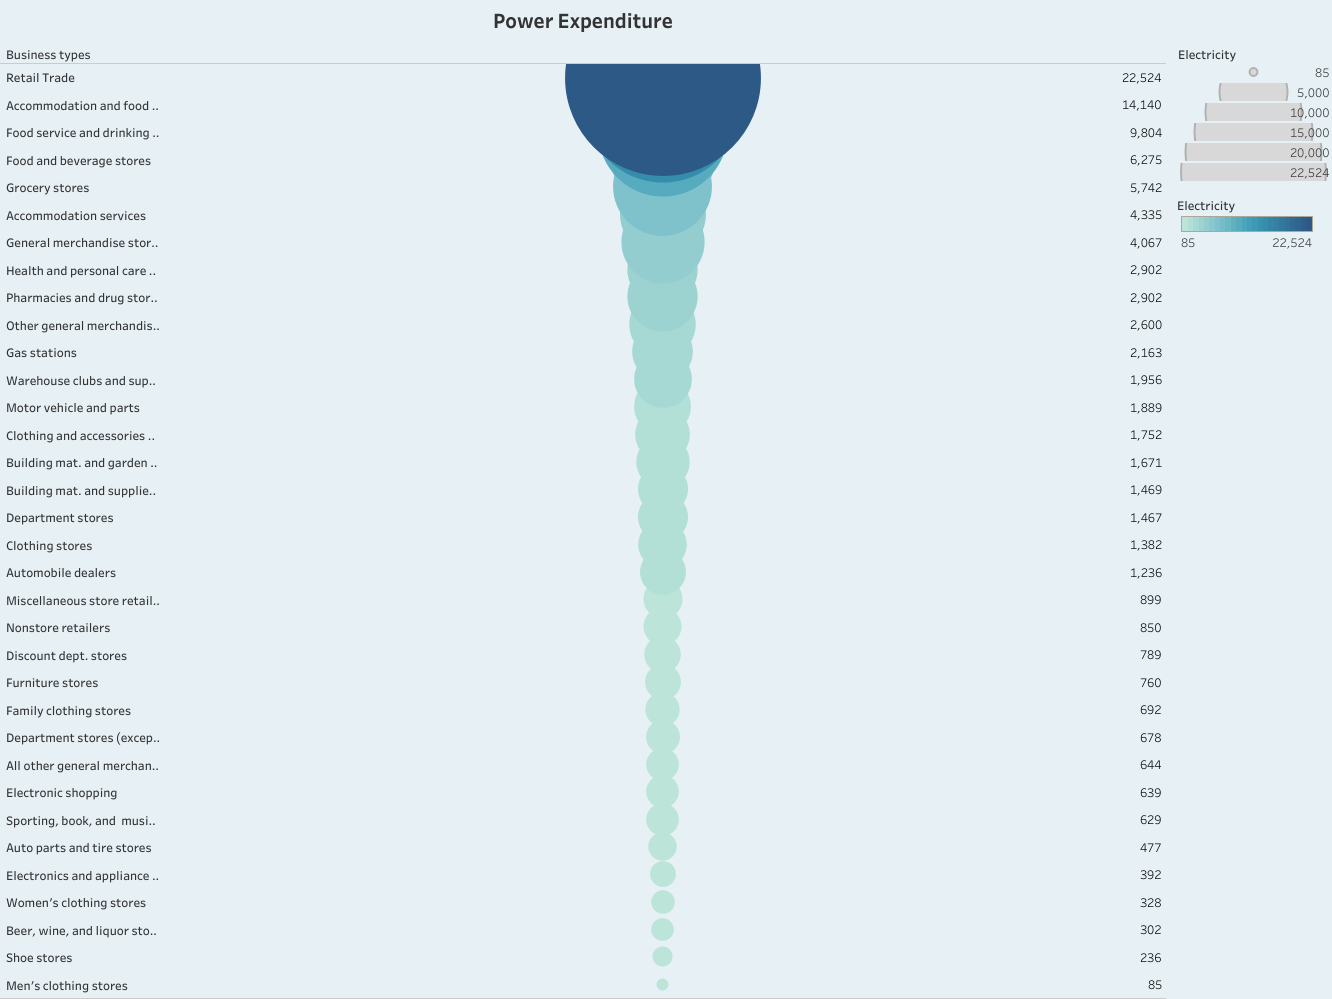 Power Expenditure
Business types
Retail Trade 22,524
Accommodation and food .. 14,140
Food service and drinking .. 9,804
Food and beverage stores 6,275
Grocery stores 5,742
Accommodation services 4,335
General merchandise stor.. 4,067
Health and personal care .. 2,902
Pharmacies and drug stor.. 2,902
Other general merchandis.. 2,600
Gas stations 2,163
Warehouse clubs and sup.. 1,956
Motor vehicle and parts 1,889
Clothing and accessories .. 1,752
Building mat. and garden .. 1,671
Building mat. and supplie.. 1,469
Department stores 1,467
Clothing stores 1,382
Automobile dealers 1,236
Miscellaneous store retail.. 899
Nonstore retailers 850
Discount dept. stores 789
Furniture stores 760
Family clothing stores 692
Department stores (excep.. 678
All other general merchan.. 644
Electronic shopping 639
Sporting, book, and  musi.. 629
Auto parts and tire stores 477
Electronics and appliance .. 392
Women’s clothing stores 328
Beer, wine, and liquor sto.. 302
Shoe stores 236
Men’s clothing stores 85
Electricity
85
5,000
10,000
15,000
20,000
22,524
Electricity
85 22,524